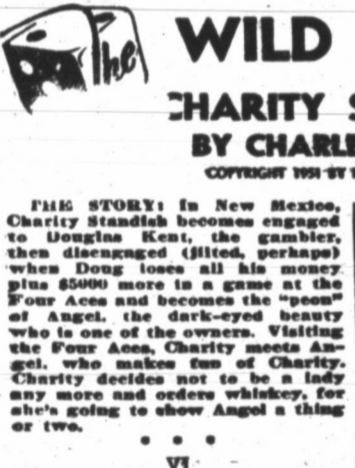 The WILD
CHARITY S
BY CHARLE
COPYRIGHT 1951 BY
THE STORY: In New Mexico,
Charity Standish becomes engaged
to Douglas Kent, the gambler,
then disengaged (jilted, perhaps)
when Doug loses all his money
plus $5000 more in a game at the
Four Aces and becomes the "peon"
of Angel, the dark-eyed beauty
who is one of the owners. Visiting
the Four Aces, Charity meets An-
gel, who makes fun of Charity.
Charity decides not to be a lady
any more and orders whiskey, for
she's going to show Angel a thing
or two.
• • •
VI